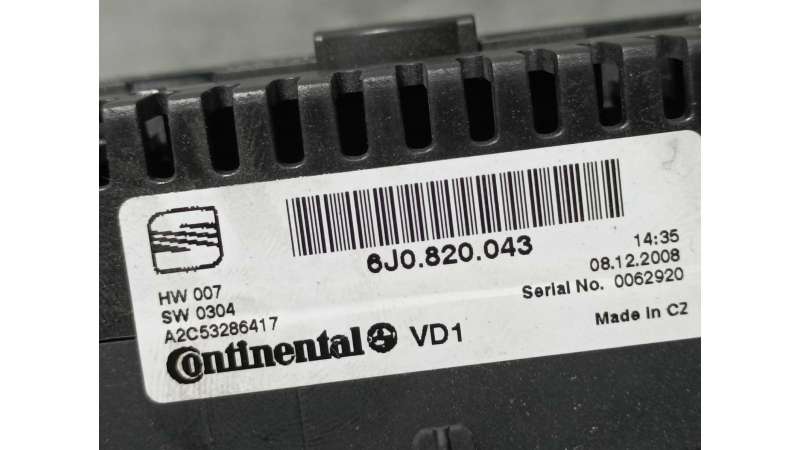 6J0.820.043
14:35
08.12.2008
Serial No. 0062920
HW 007
SW 0304
A2C53286417
Continental VD1
Made in CZ